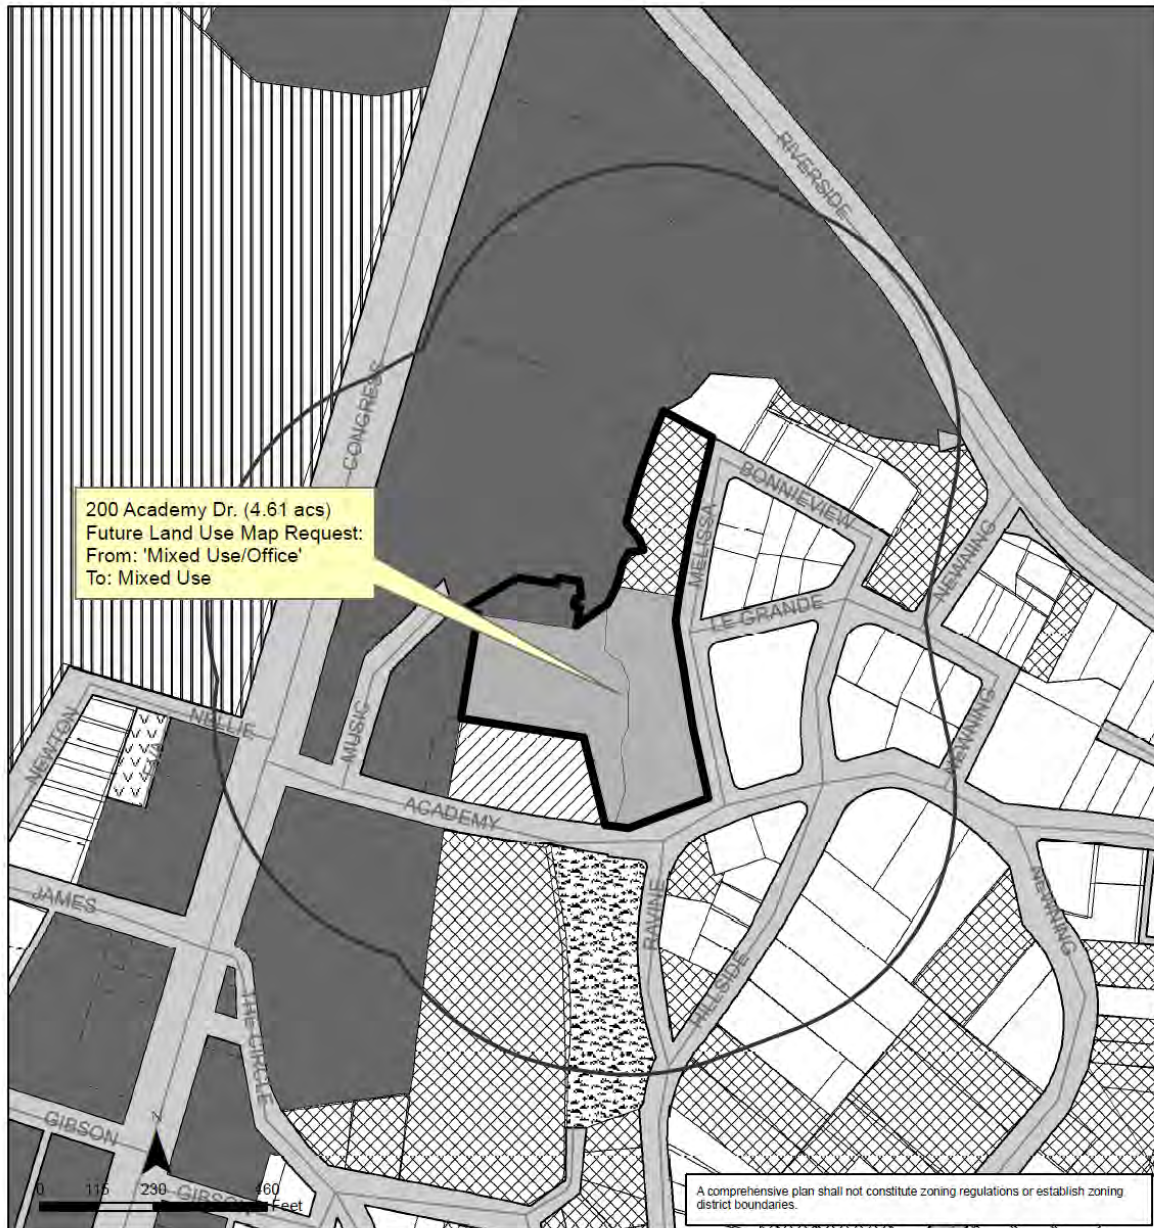 RIVERSIDE
CONGRESS
200 Academy Dr. (4.61 acs)
Future Land Use Map Request:
From: 'Mixed Use/Office'
To: Mixed Use
BONNIEVIEW
MELISSA
NEWNING
LE GRANDE
NEWTON
NELLIE
MUSIC
NEWNING
ACADEMY
JAMES
RAVINE
NEWNING
HILLSIDE
THE CIRCLE
GIBSON
GIBSON
0 115 230 460
Feet
A comprehensive plan shall not constitute zoning regulations or establish zoning
district boundaries.